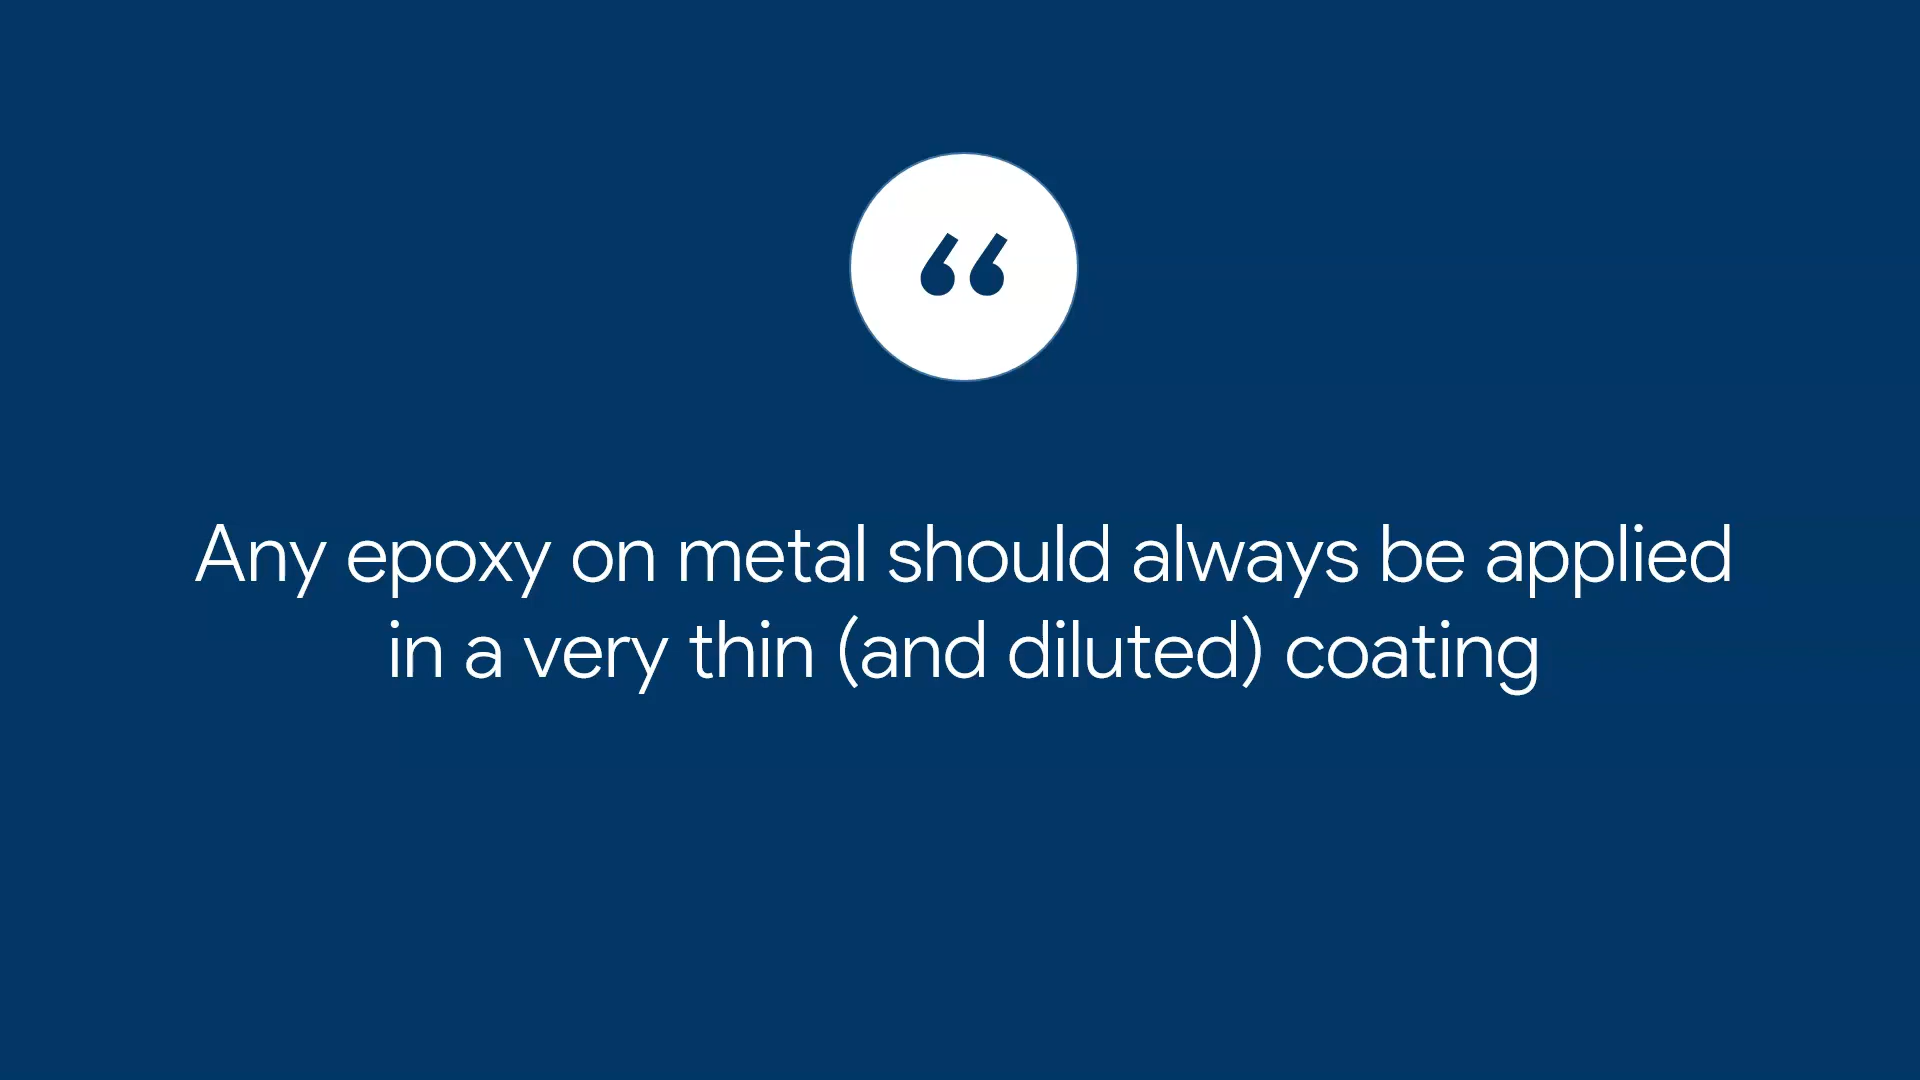 “
Any epoxy on metal should always be applied
in a very thin (and diluted) coating